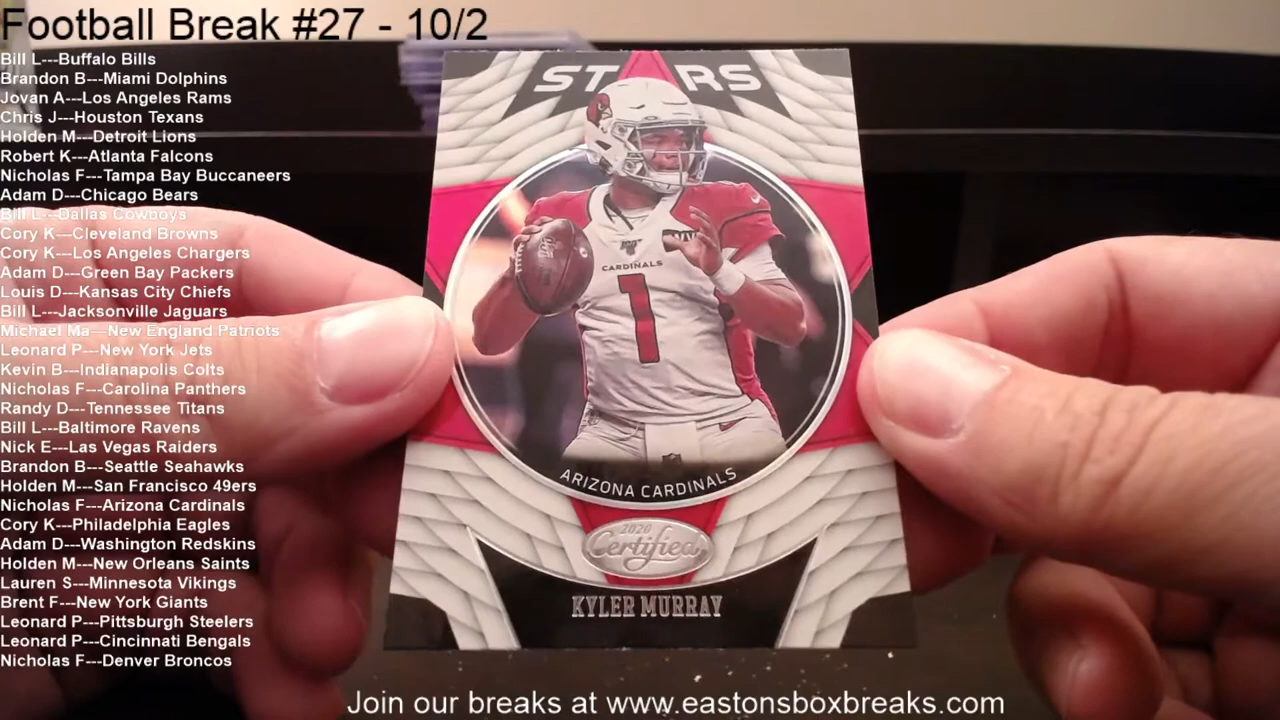 Football Break #27 - 10/2
Bill L---Buffalo Bills
Brandon B---Miami Dolphins
Jovan A---Los Angeles Rams
Chris J---Houston Texans
Holden M---Detroit Lions
Robert K---Atlanta Falcons
Nicholas F---Tampa Bay Buccaneers
Adam D---Chicago Bears
Bill L---Dallas Cowboys
Cory K---Cleveland Browns
Cory K---Los Angeles Chargers
Adam D---Green Bay Packers
Louis D---Kansas City Chiefs
Bill L---Jacksonville Jaguars
Michael Ma---New England Patriots
Leonard P---New York Jets
Kevin B---Indianapolis Colts
Nicholas F---Carolina Panthers
Randy D---Tennessee Titans
Bill L---Baltimore Ravens
Nick E---Las Vegas Raiders
Brandon B---Seattle Seahawks
Holden M---San Francisco 49ers
Nicholas F---Arizona Cardinals
Cory K---Philadelphia Eagles
Adam D---Washington Redskins
Holden M---New Orleans Saints
Lauren S---Minnesota Vikings
Brent F---New York Giants
Leonard P---Pittsburgh Steelers
Leonard P---Cincinnati Bengals
Nicholas F---Denver Broncos
STARS
CARDINALS
1
ARIZONA CARDINALS
2020
Certified
KYLER MURRAY
Join our breaks at www.eastonsboxbreaks.com